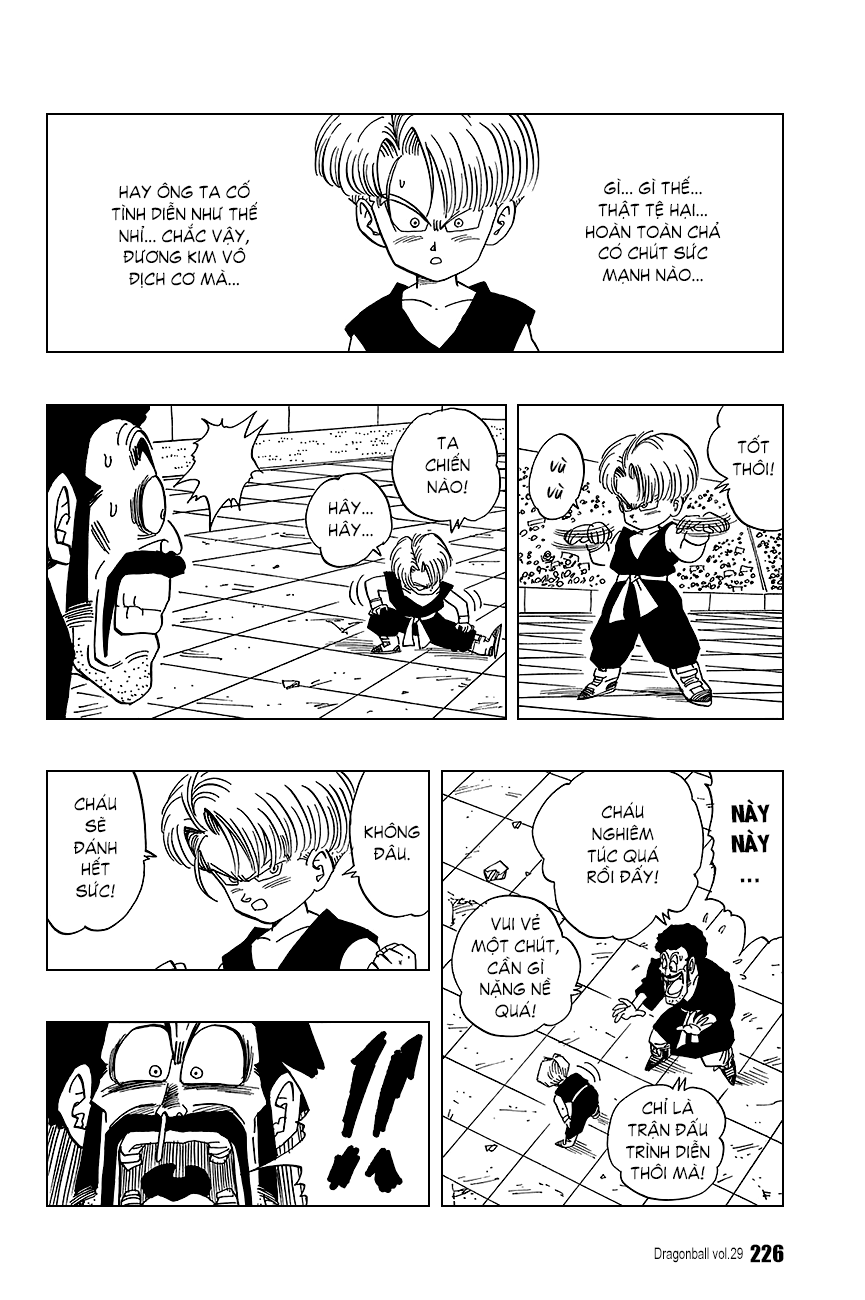 GÌ... GÌ THẾ...
THẬT TỆ HẠI...
HOÀN TOÀN CHẢ
CÓ CHÚT SỨC
MẠNH NÀO...
HAY ÔNG TA CỐ
TÌNH DIỄN NHƯ THẾ
NHỈ... CHẮC VẬY,
ĐƯƠNG KIM VÔ
ĐỊCH CƠ MÀ...
TỐT
THÔI!
VÙ
VÙ
TA
CHIẾN
NÀO!
HÂY...
HÂY...
NÀY
NÀY
...
CHÁU
NGHIÊM
TÚC QUÁ
RỒI ĐẤY!
VUI VẺ
MỘT CHÚT,
CẦN GÌ
NẶNG NỀ
QUÁ!
CHỈ LÀ
TRẬN ĐẤU
TRÌNH DIỄN
THÔI MÀ!
KHÔNG
ĐÂU.
CHÁU
SẼ
ĐÁNH
HẾT
SỨC!
!!
Dragonball vol.29 226